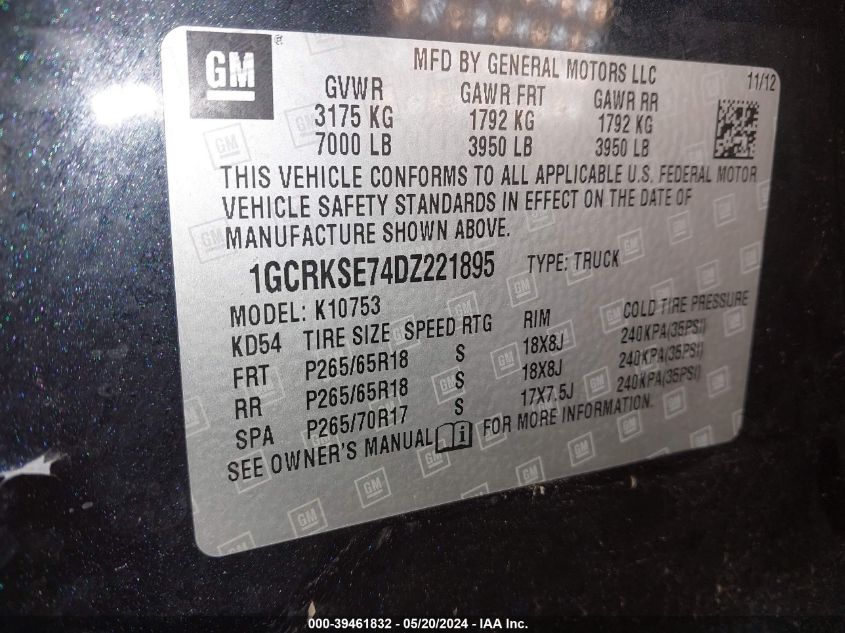 GM ®
MFD BY GENERAL MOTORS LLC
11/12
GVWR GAWR FRT GAWR RR
3175 KG 1792 KG 1792 KG
7000 LB 3950 LB 3950 LB
THIS VEHICLE CONFORMS TO ALL APPLICABLE U.S. FEDERAL MOTOR
VEHICLE SAFETY STANDARDS IN EFFECT ON THE DATE OF
MANUFACTURE SHOWN ABOVE.
1GCRKSE74DZ221895 TYPE: TRUCK
MODEL: K10753
KD54 TIRE SIZE SPEED RTG RIM COLD TIRE PRESSURE
FRT P265/65R18 S 18X8J 240KPA(35PSI)
RR P265/65R18 S 18X8J 240KPA(35PSI)
SPA P265/70R17 S 17X7.5J 240KPA(35PSI)
SEE OWNER'S MANUAL i FOR MORE INFORMATION.
000-39461832 - 05/20/2024 - IAA Inc.